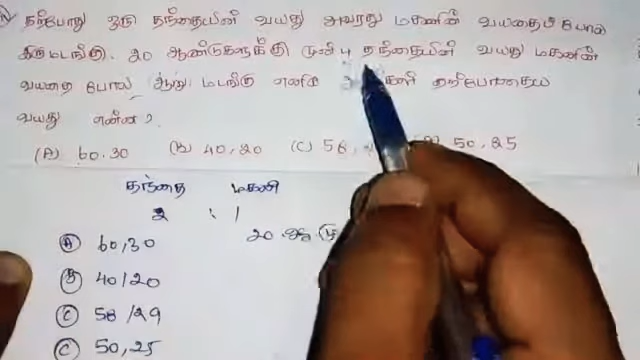 தற்போது ஒரு தந்தையின் வயது அவரது மகனின் வயதைப் போல
இருமடங்கு. 20 ஆண்டுகளுக்கு முன்பு தந்தையின் வயது மகனின்
வயதை போல ஆறு மடங்கு எனில் தற்போதைய
வயது என்ன?
(A) 60,30 (B) 40,20 (C) 58, 50,25
தந்தை மகன்
2 : 1
20 ஆ
(A) 60,30
(B) 40/20
(C) 58/29
(C) 50,25